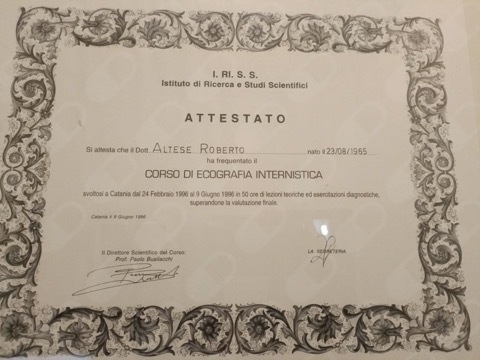 I. RI. S. S.
Istituto di Ricerca e Studi Scientifici
ATTESTATO
Si attesta che il Dott. ALTESE ROBERTO nato il 23/08/1965
ha frequentato il
CORSO DI ECOGRAFIA INTERNISTICA
svoltosi a Catania dal 24 Febbraio 1996 al 9 Giugno 1996 in 50 ore di lezioni teoriche ed esercitazioni diagnostiche,
superandone la valutazione finale.
Catania il 9 Giugno 1996
Il Direttore Scientifico del Corso:
Prof. Paolo Busilacchi
LA SEGRETERIA